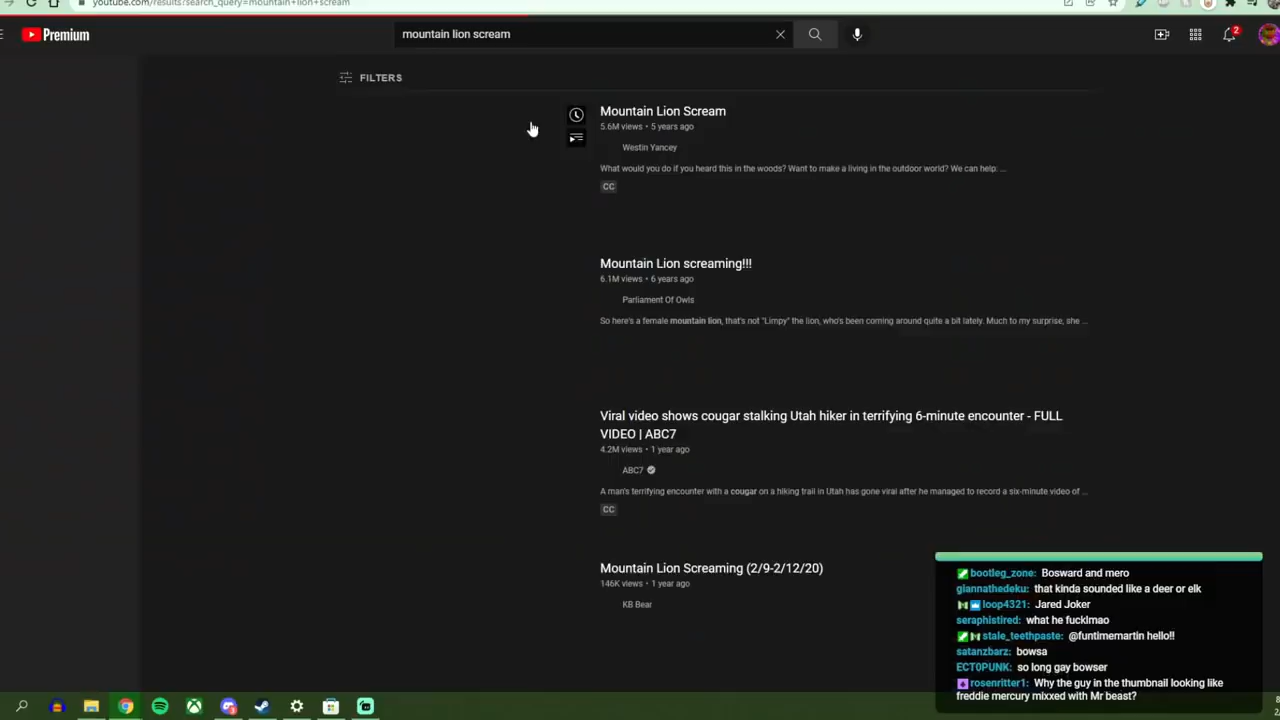 youtube.com/results?search_query=mountain+lion+scream
Premium
mountain lion scream
2
FILTERS
Mountain Lion Scream
5.6M views • 5 years ago
Westin Yancey
What would you do if you heard this in the woods? Want to make a living in the outdoor world? We can help: ...
CC
Mountain Lion screaming!!!
6.1M views • 6 years ago
Parliament Of Owls
So here's a female mountain lion, that's not "Limpy" the lion, who's been coming around quite a bit lately. Much to my surprise, she ...
Viral video shows cougar stalking Utah hiker in terrifying 6-minute encounter - FULL
VIDEO | ABC7
4.2M views • 1 year ago
ABC7
A man's terrifying encounter with a cougar on a hiking trail in Utah has gone viral after he managed to record a six-minute video of ...
CC
Mountain Lion Screaming (2/9-2/12/20)
146K views • 1 year ago
KB Bear
bootleg_zone: Bosward and mero
giannathedeku: that kinda sounded like a deer or elk
loop4321: Jared Joker
seraphistired: what he fucklmao
stale_teethpaste: @funtimemartin hello!!
satanzbarz: bowsa
ECT0PUNK: so long gay bowser
rosenritter1: Why the guy in the thumbnail looking like
freddie mercury mixxed with Mr beast?